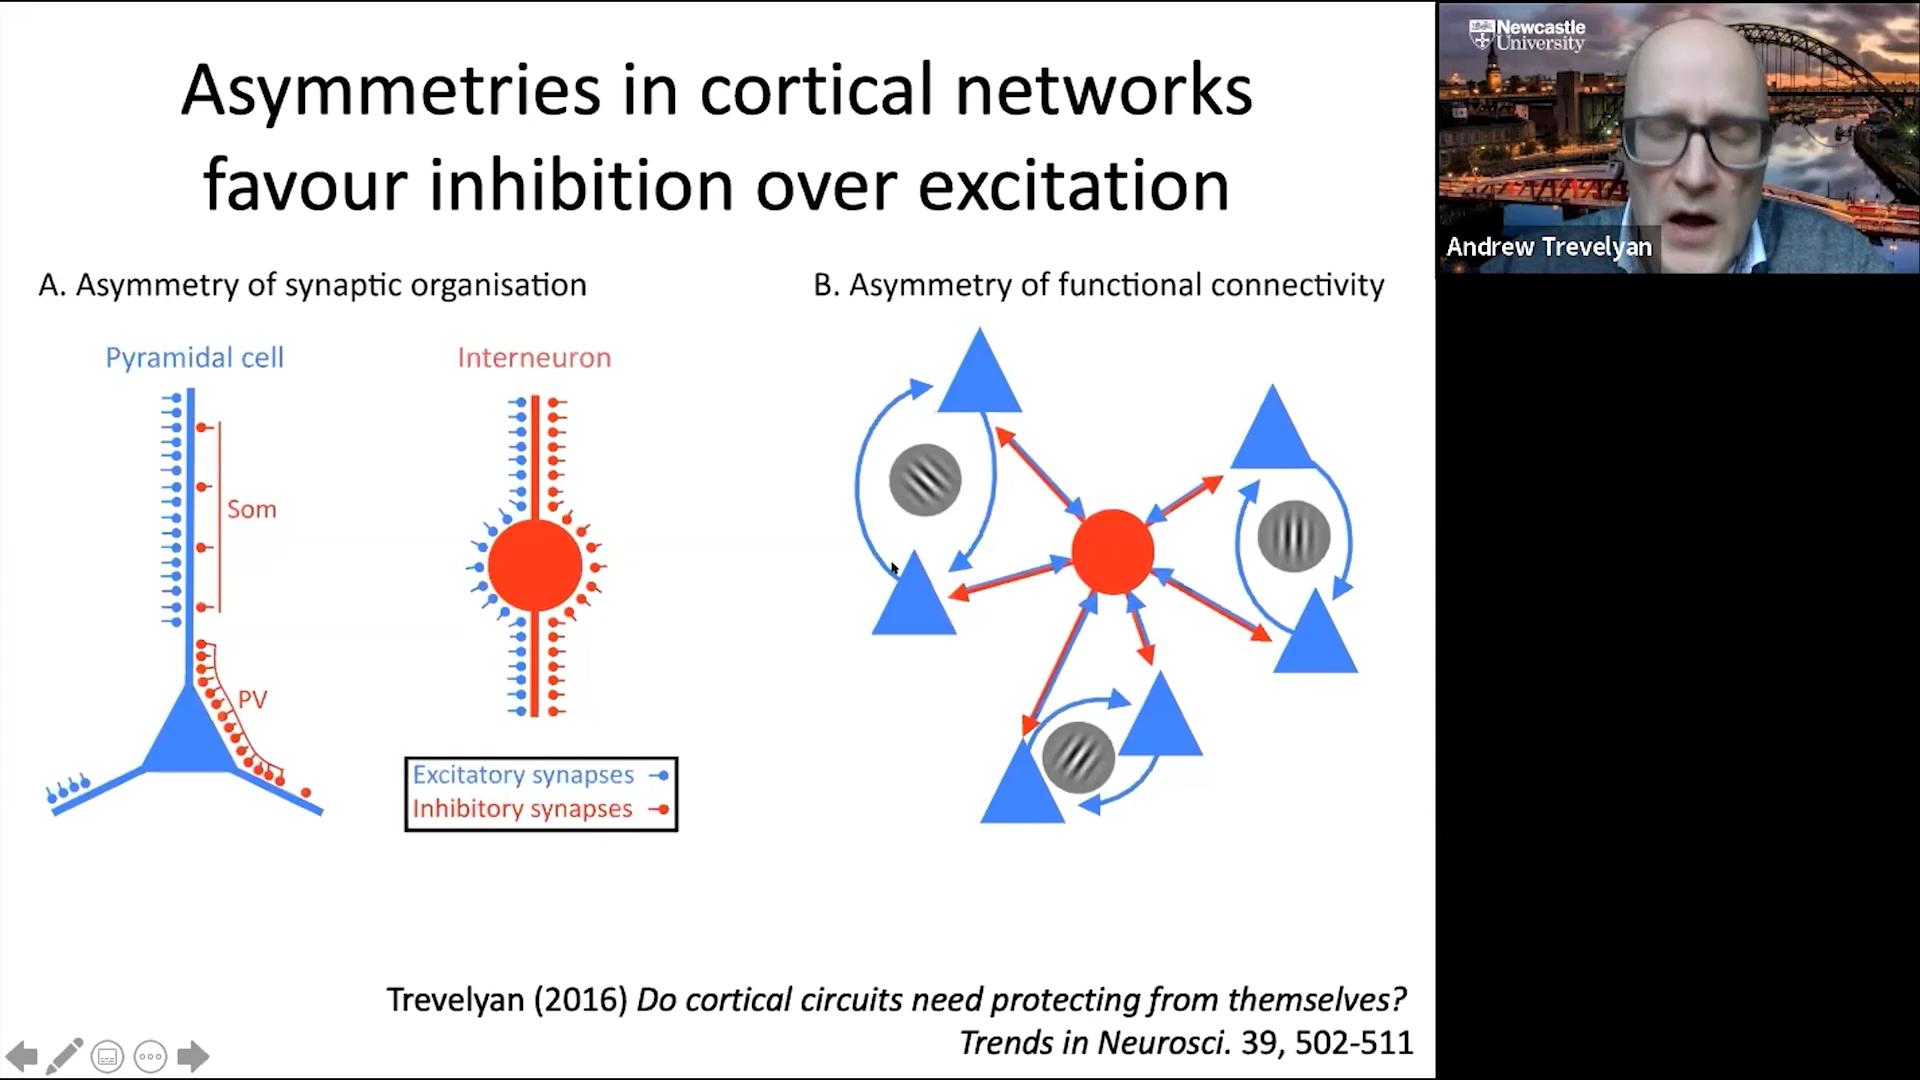 Asymmetries in cortical networks
favour inhibition over excitation
A. Asymmetry of synaptic organisation
B. Asymmetry of functional connectivity
Pyramidal cell
Interneuron
Som
PV
Excitatory synapses
Inhibitory synapses
Trevelyan (2016) Do cortical circuits need protecting from themselves?
Trends in Neurosci. 39, 502-511
Newcastle
University
Andrew Trevelyan